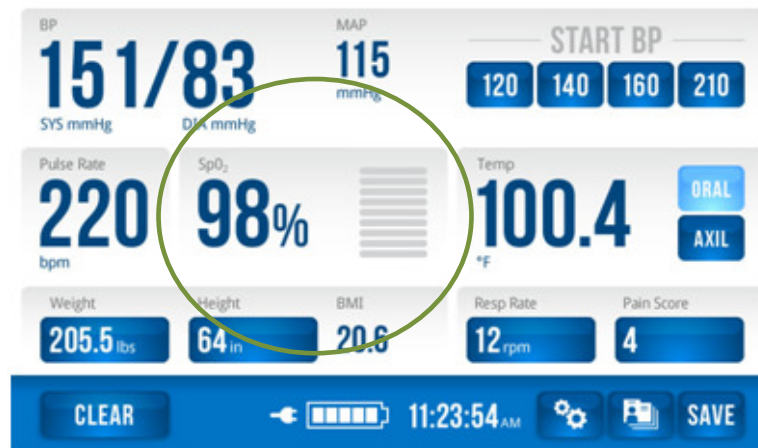 BP
151/83
SYS mmHg DIA mmHg
MAP
115
mmHg
START BP
120 140 160 210
Pulse Rate
220
bpm
SpO₂
98%
Temp
100.4
°F
ORAL
AXIL
Weight
205.5 lbs
Height
64 in
BMI
20.6
Resp Rate
12 rpm
Pain Score
4
CLEAR
11:23:54 AM
SAVE